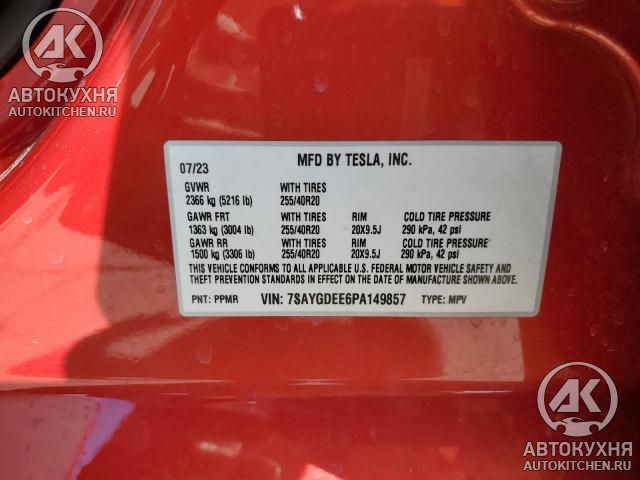 AK
АВТОКУХНЯ
AUTOKITCHEN.RU
MFD BY TESLA, INC.
07/23
GVWR WITH TIRES
2366 kg (5216 lb) 255/40R20
GAWR FRT WITH TIRES RIM COLD TIRE PRESSURE
1363 kg (3004 lb) 255/40R20 20X9.5J 290 kPa, 42 psi
GAWR RR WITH TIRES RIM COLD TIRE PRESSURE
1500 kg (3306 lb) 255/40R20 20X9.5J 290 kPa, 42 psi
THIS VEHICLE CONFORMS TO ALL APPLICABLE U.S. FEDERAL MOTOR VEHICLE SAFETY AND
THEFT PREVENTION STANDARDS IN EFFECT ON THE DATE OF MANUFACTURE SHOWN ABOVE.
PNT: PPMR VIN: 7SAYGDEE6PA149857 TYPE: MPV
AK
АВТОКУХНЯ
AUTOKITCHEN.RU